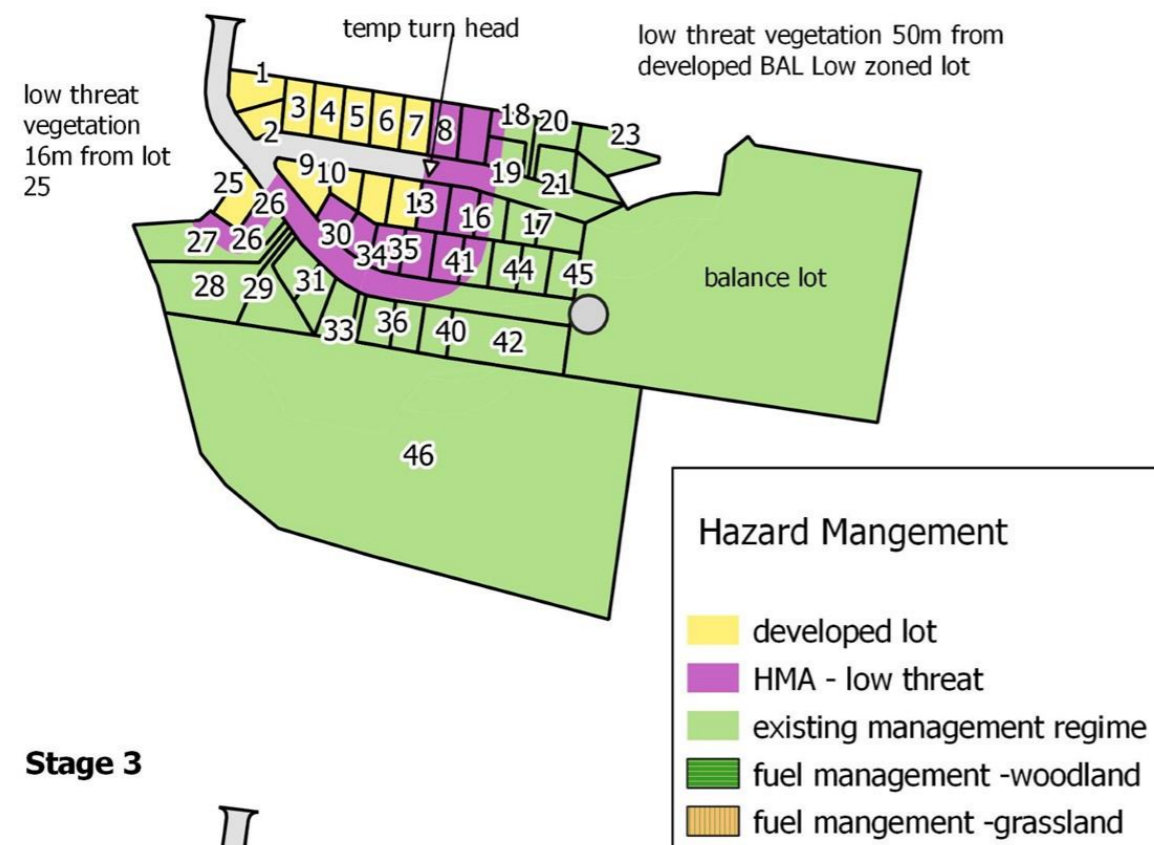 temp turn head
low threat vegetation 50m from
developed BAL Low zoned lot
low threat
vegetation
16m from lot
25
1
2
3
4
5
6
7
8
18
20
23
19
21
9
10
13
16
17
25
26
26
27
30
34
35
41
44
45
28
29
31
33
36
40
42
balance lot
46
Hazard Mangement
developed lot
HMA - low threat
existing management regime
fuel management -woodland
fuel mangement -grassland
Stage 3